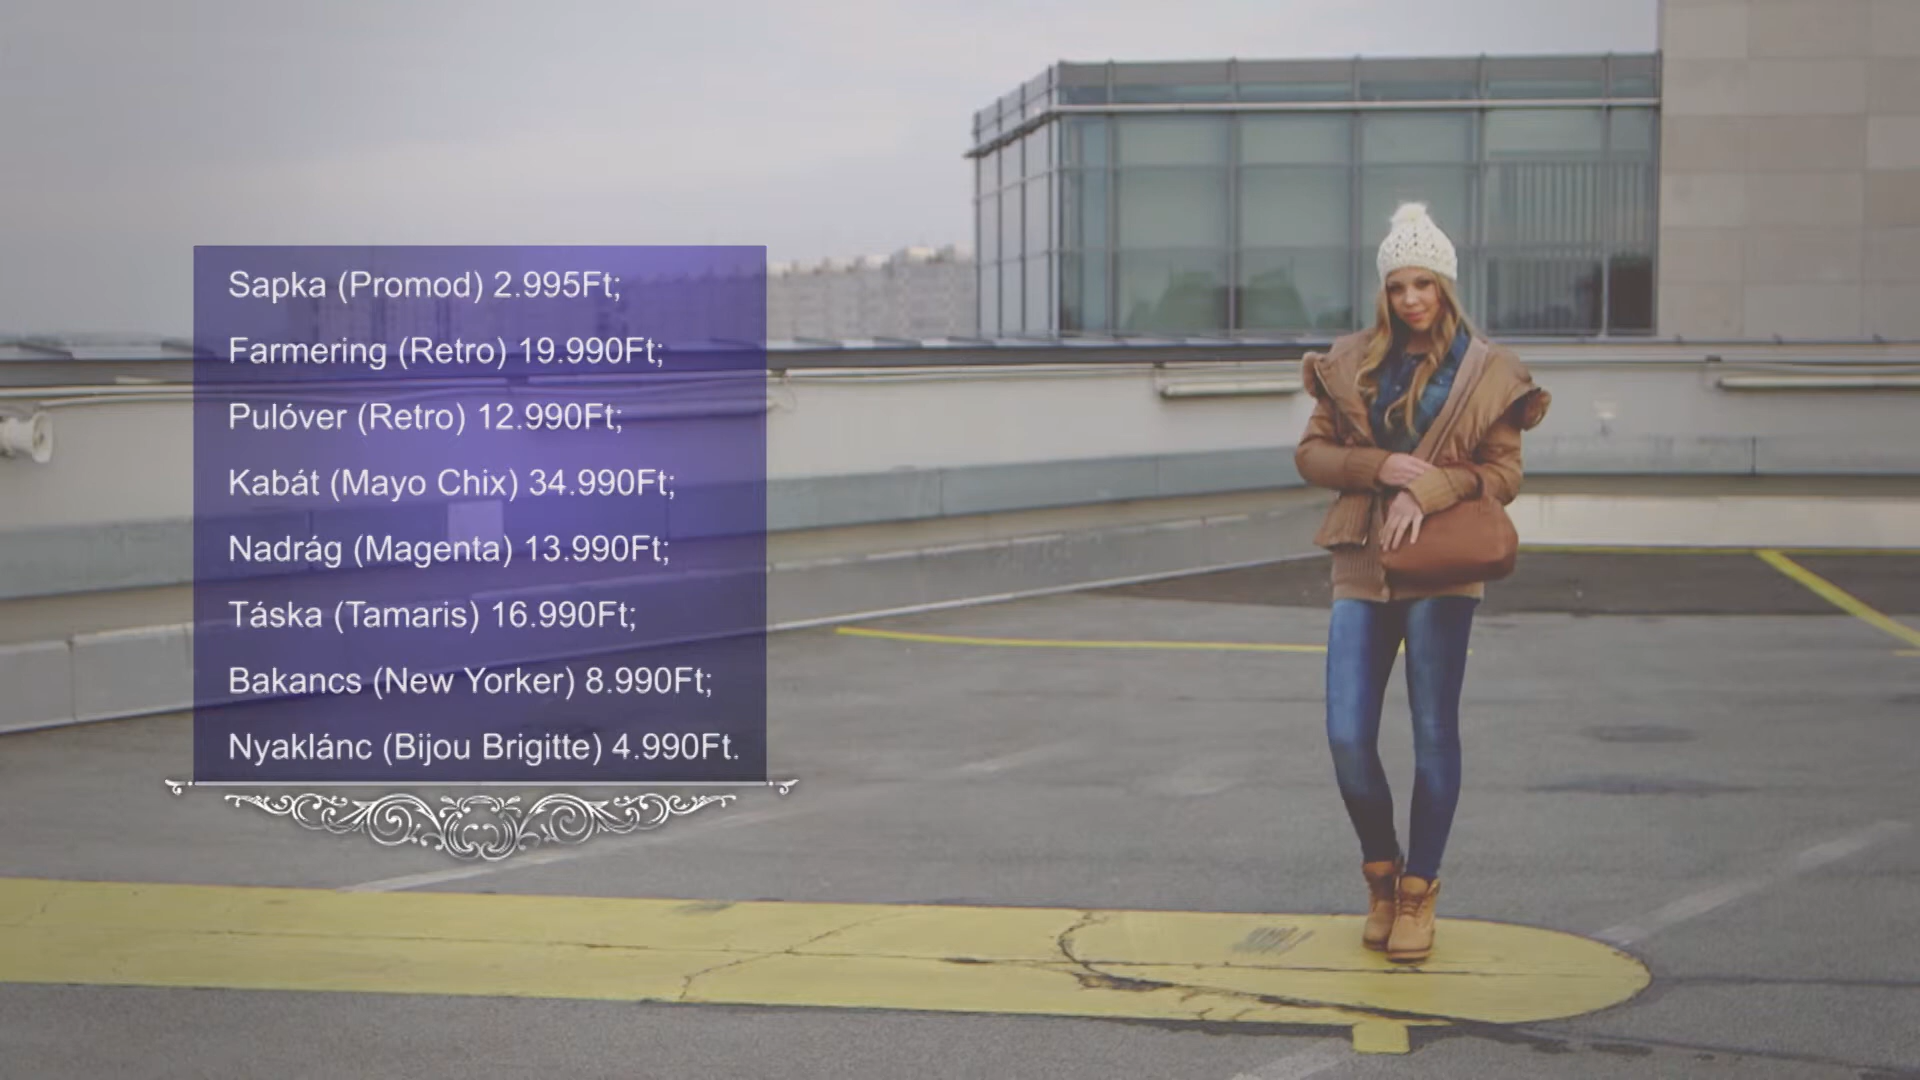 Sapka (Promod) 2.995Ft;
Farmering (Retro) 19.990Ft;
Pulóver (Retro) 12.990Ft;
Kabát (Mayo Chix) 34.990Ft;
Nadrág (Magenta) 13.990Ft;
Táska (Tamaris) 16.990Ft;
Bakancs (New Yorker) 8.990Ft;
Nyaklánc (Bijou Brigitte) 4.990Ft.